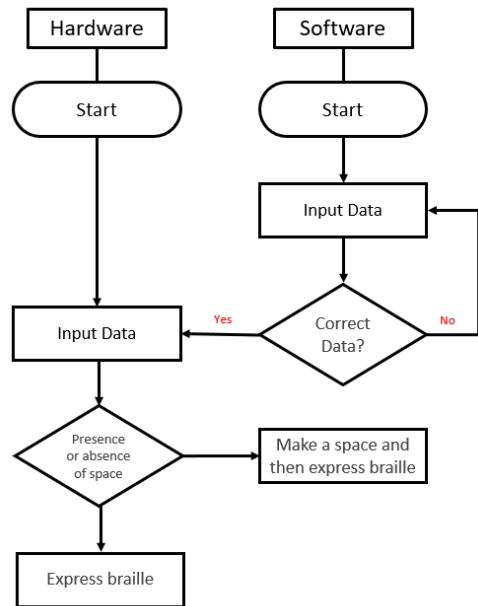 Hardware
Software
Start
Start
Input Data
Correct
Data?
Yes
No
Input Data
Presence
or absence
of space
Make a space and
then express braille
Express braille